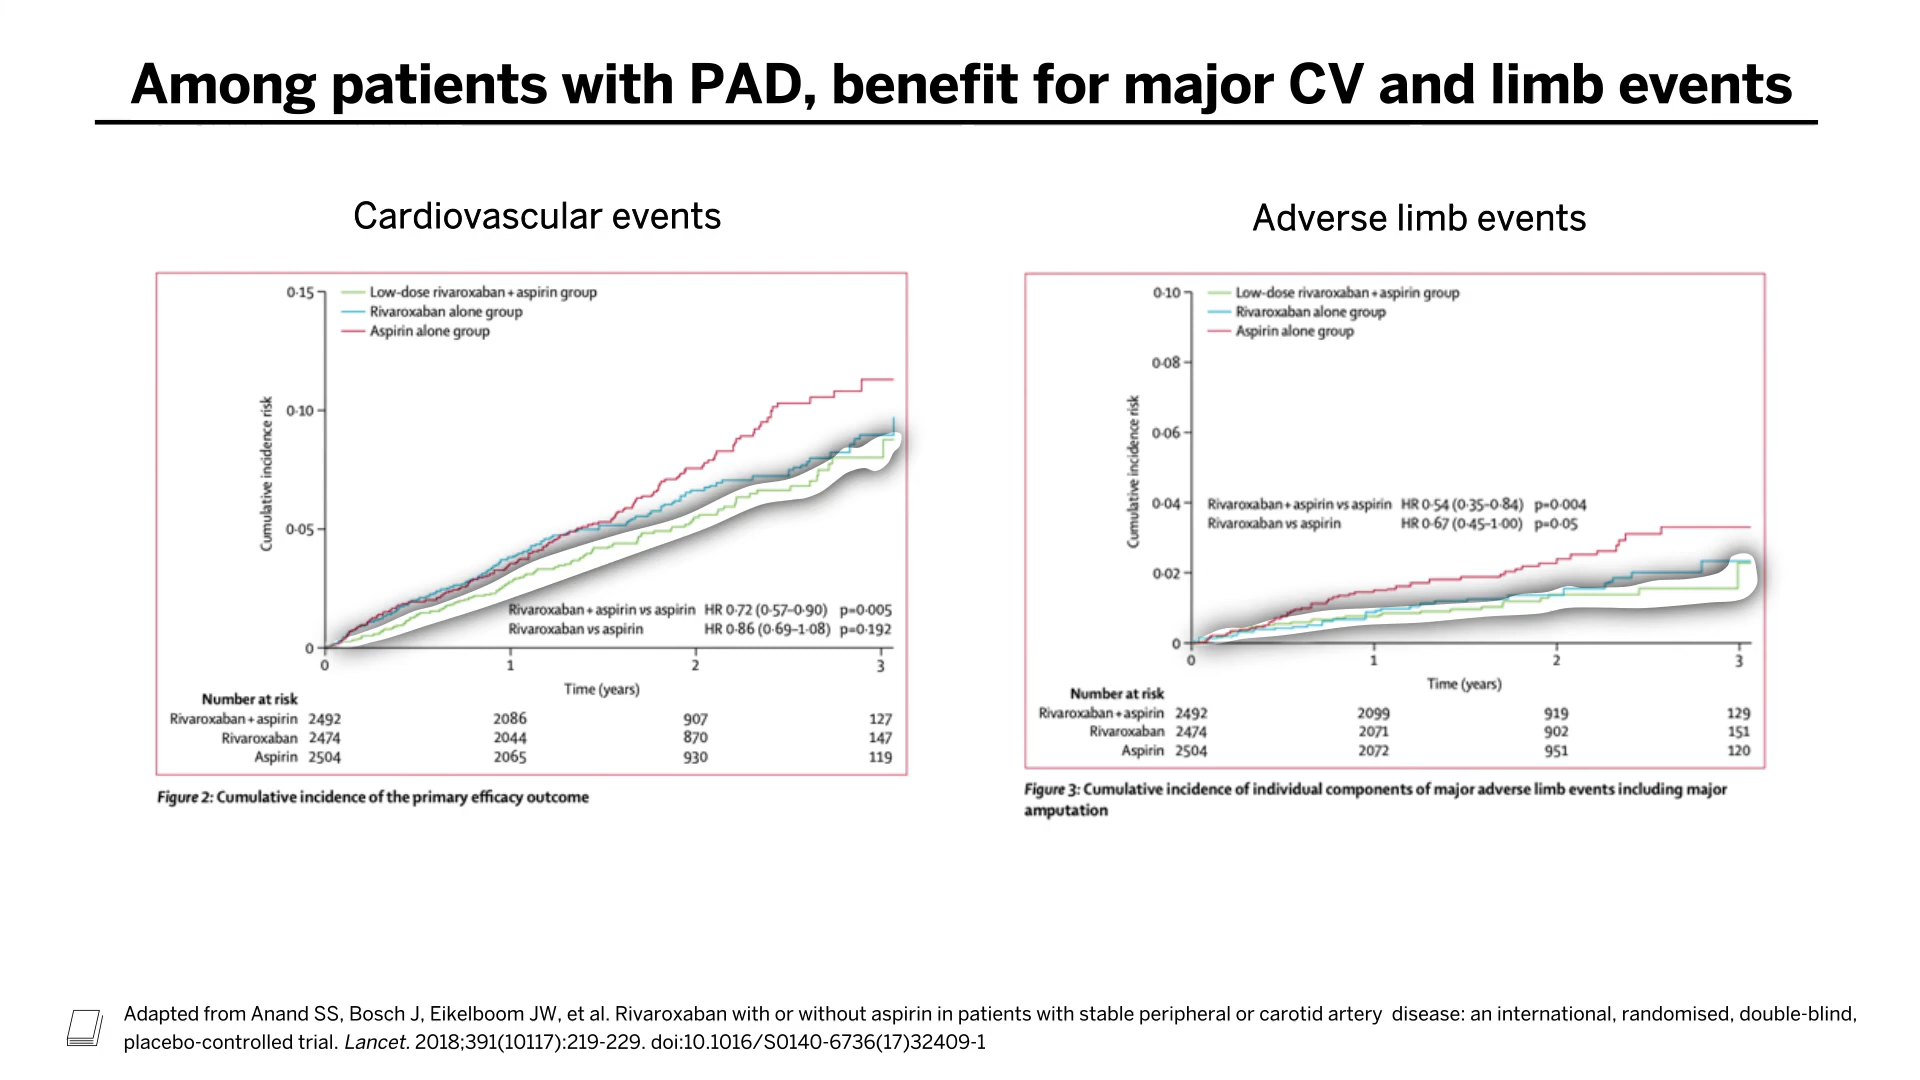 Among patients with PAD, benefit for major CV and limb events
Cardiovascular events
0·15
Low-dose rivaroxaban + aspirin group
Rivaroxaban alone group
Aspirin alone group
Cumulative incidence risk
0·10
0·05
0
Rivaroxaban + aspirin vs aspirin HR 0·72 (0·57–0·90) p=0·005
Rivaroxaban vs aspirin HR 0·86 (0·69–1·08) p=0·192
0 1 2 3
Time (years)
Number at risk
Rivaroxaban + aspirin 2492 2086 907 127
Rivaroxaban 2474 2044 870 147
Aspirin 2504 2065 930 119
Figure 2: Cumulative incidence of the primary efficacy outcome
Adverse limb events
0·10
Low-dose rivaroxaban + aspirin group
Rivaroxaban alone group
Aspirin alone group
0·08
Cumulative incidence risk
0·06
0·04
Rivaroxaban + aspirin vs aspirin HR 0·54 (0·35–0·84) p=0·004
Rivaroxaban vs aspirin HR 0·67 (0·45–1·00) p=0·05
0·02
0
0 1 2 3
Time (years)
Number at risk
Rivaroxaban + aspirin 2492 2099 919 129
Rivaroxaban 2474 2071 902 151
Aspirin 2504 2072 951 120
Figure 3: Cumulative incidence of individual components of major adverse limb events including major
amputation
Adapted from Anand SS, Bosch J, Eikelboom JW, et al. Rivaroxaban with or without aspirin in patients with stable peripheral or carotid artery disease: an international, randomised, double-blind,
placebo-controlled trial. Lancet. 2018;391(10117):219-229. doi:10.1016/S0140-6736(17)32409-1